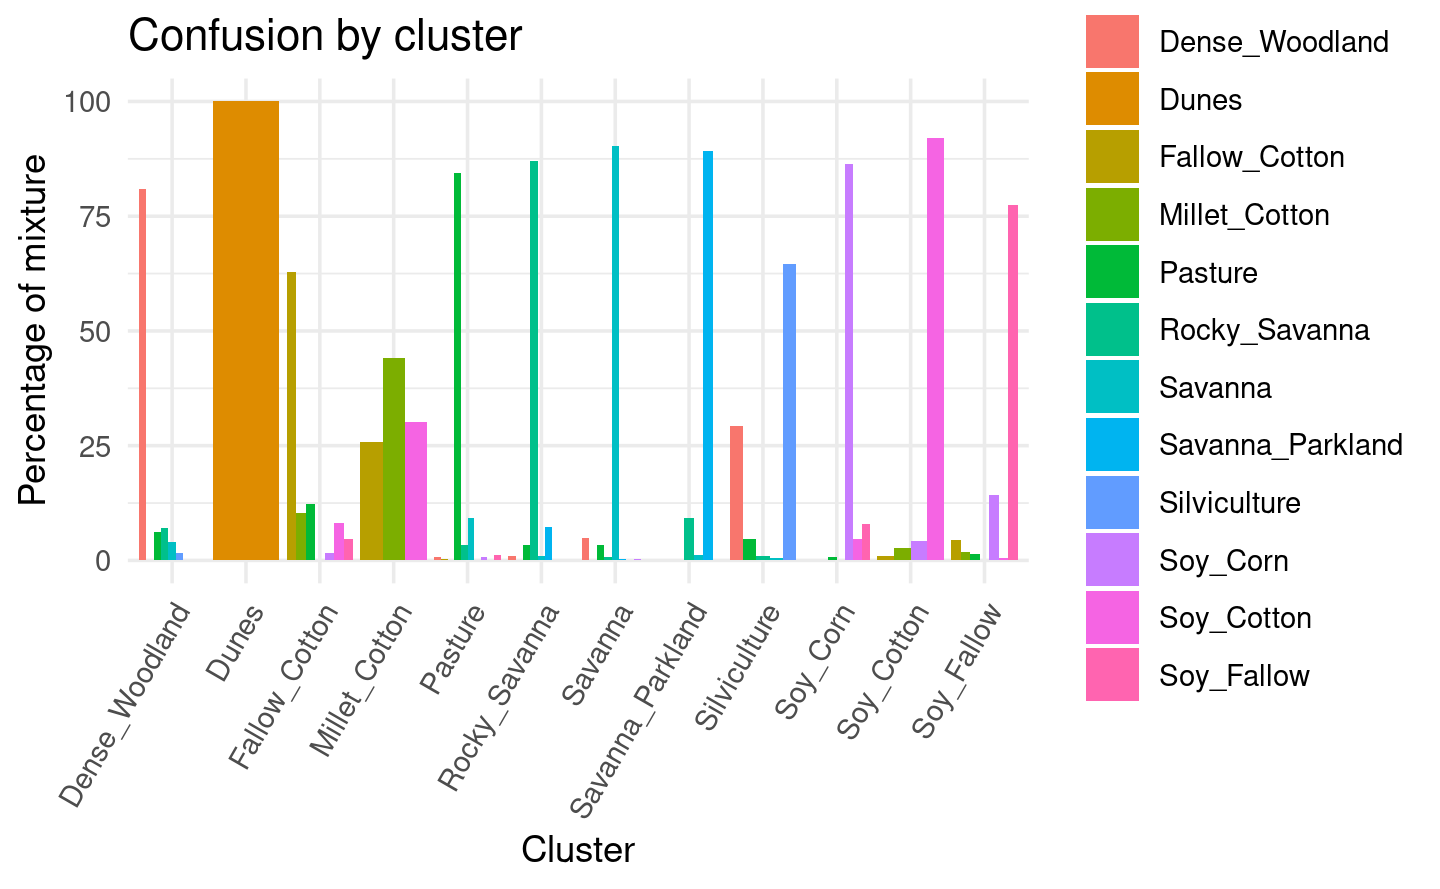 Confusion by cluster
Percentage of mixture
100
75
50
25
0
Dense_Woodland
Dunes
Fallow_Cotton
Millet_Cotton
Pasture
Rocky_Savanna
Savanna
Savanna_Parkland
Silviculture
Soy_Corn
Soy_Cotton
Soy_Fallow
Cluster
Dense_Woodland
Dunes
Fallow_Cotton
Millet_Cotton
Pasture
Rocky_Savanna
Savanna
Savanna_Parkland
Silviculture
Soy_Corn
Soy_Cotton
Soy_Fallow